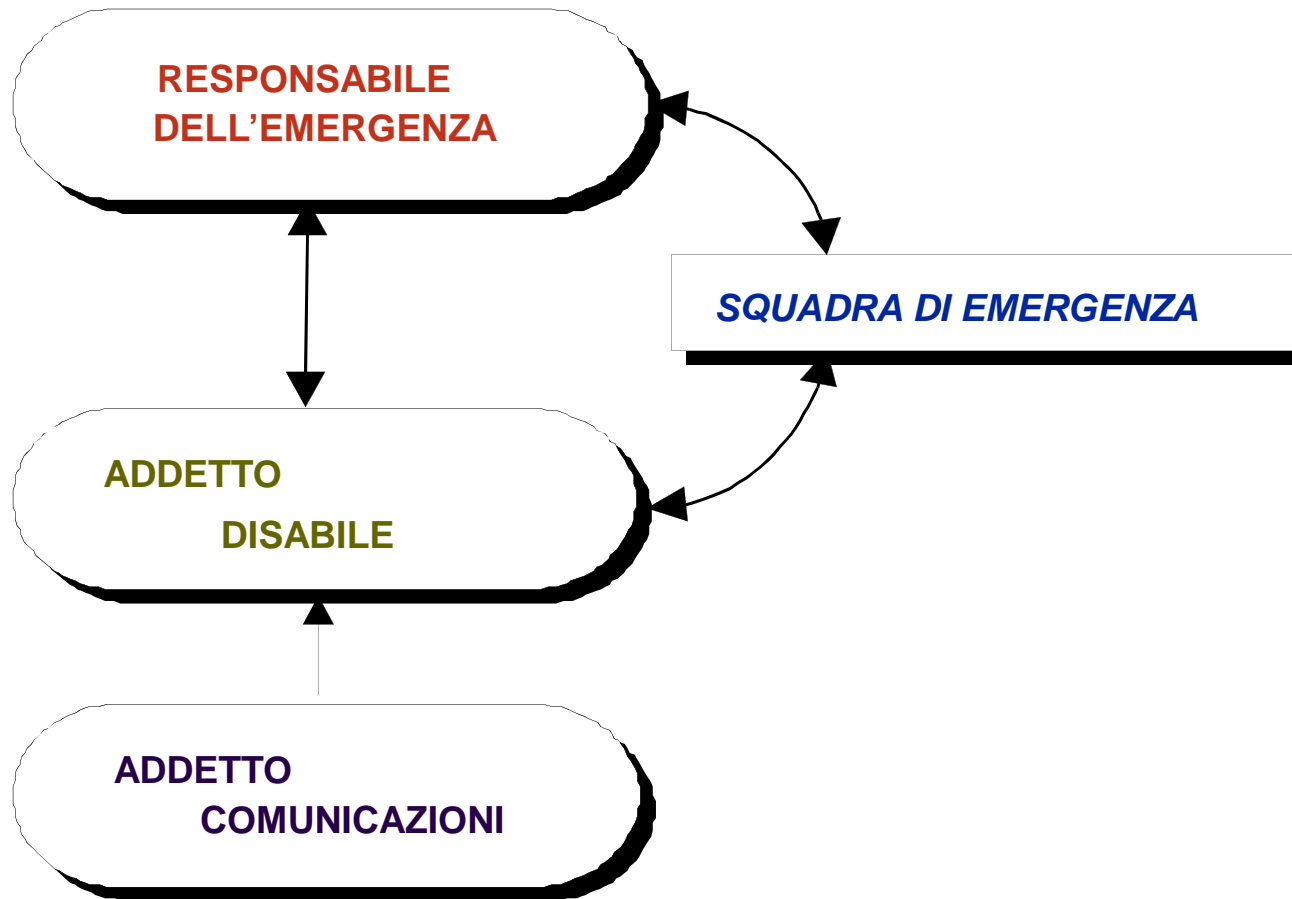 RESPONSABILE
DELL’EMERGENZA
SQUADRA DI EMERGENZA
ADDETTO
DISABILE
ADDETTO
COMUNICAZIONI